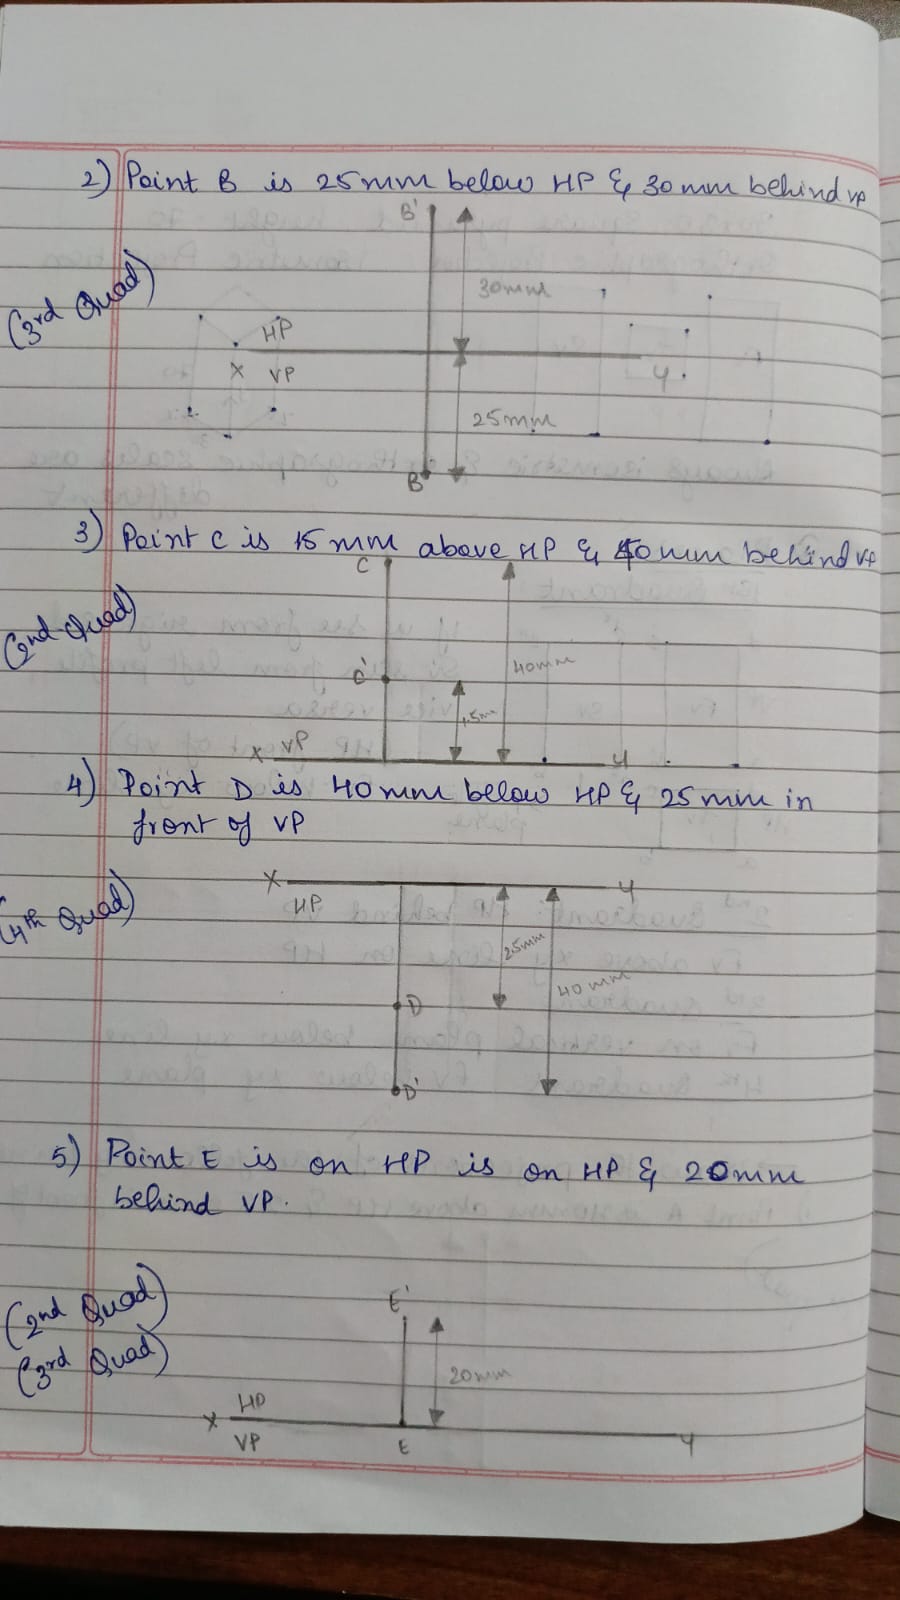 2) Point B is 25mm below HP & 30mm behind VP
B'
(3rd Quad)
30mm
HP
X VP Y
25mm
B
3) Point C is 15mm above HP & 40mm behind VP
C
(2nd Quad)
C' 40mm
15m
X VP Y
4) Point D is 40mm below HP & 25mm in
front of VP
X Y
(4th Quad) HP
25mm
40mm
D
D'
5) Point E is on HP is on HP & 20mm
behind VP.
(2nd Quad) E'
(3rd Quad) 20mm
HP
X Y
VP E